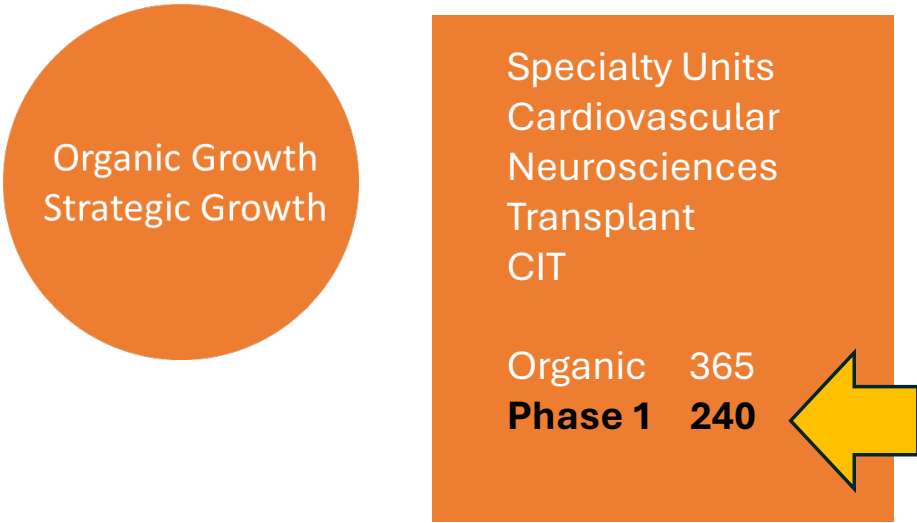 Organic Growth
Strategic Growth
Specialty Units
Cardiovascular
Neurosciences
Transplant
CIT
Organic 365
Phase 1 240